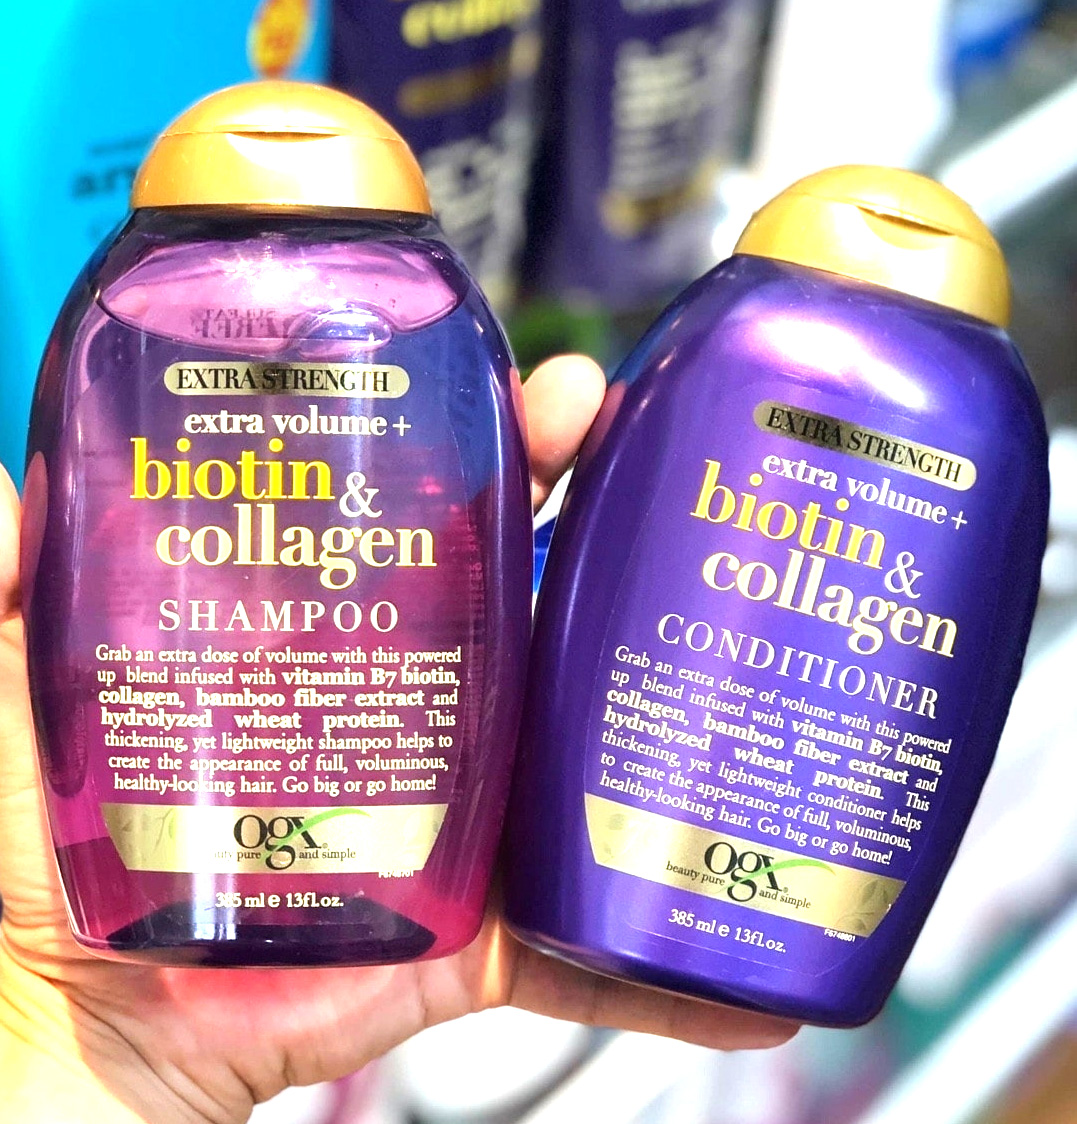 EXTRA STRENGTH
extra volume +
biotin &
collagen
SHAMPOO
Grab an extra dose of volume with this powered
up blend infused with vitamin B7 biotin,
collagen, bamboo fiber extract and
hydrolyzed wheat protein. This
thickening, yet lightweight shampoo helps to
create the appearance of full, voluminous,
healthy-looking hair. Go big or go home!
Ogx®
pure and simple
385 ml e 13fl.oz.
EXTRA STRENGTH
extra volume +
biotin &
collagen
CONDITIONER
Grab an extra dose of volume with this powered
up blend infused with vitamin B7 biotin,
collagen, bamboo fiber extract and
hydrolyzed wheat protein. This
thickening, yet lightweight conditioner helps
to create the appearance of full, voluminous,
healthy-looking hair. Go big or go home!
Ogx®
beauty pure and simple
F6748801
385 ml e 13fl.oz.